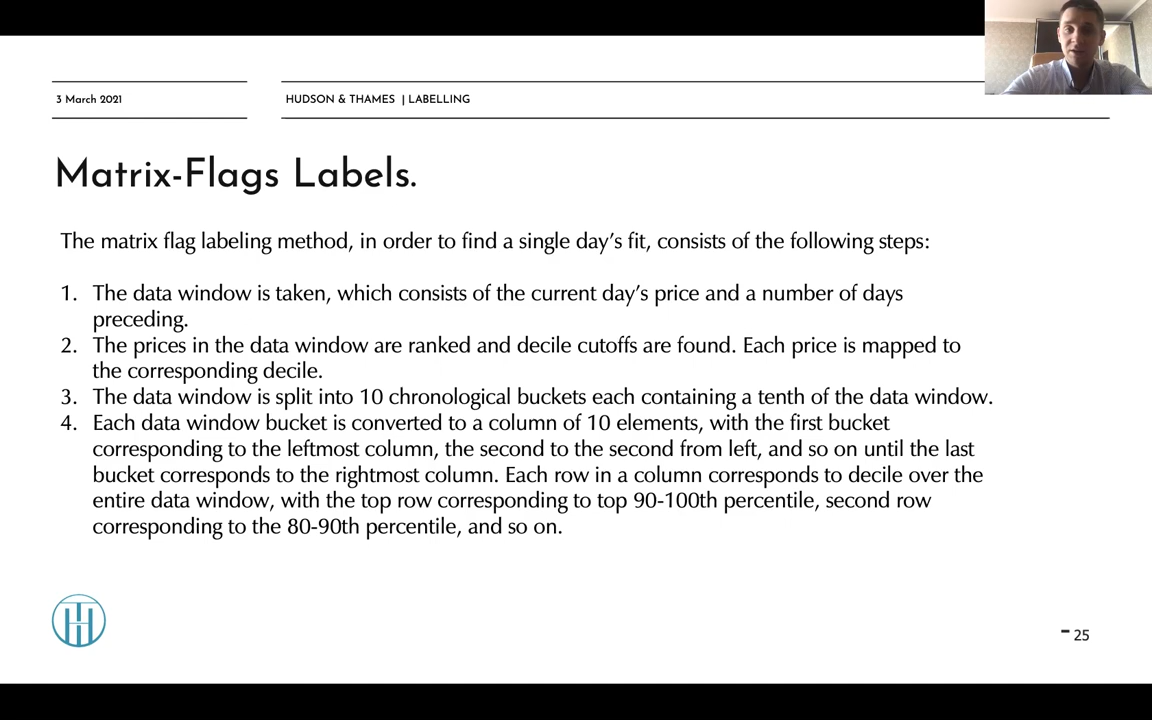 3 March 2021
HUDSON & THAMES | LABELLING
Matrix-Flags Labels.
The matrix flag labeling method, in order to find a single day's fit, consists of the following steps:
1. The data window is taken, which consists of the current day's price and a number of days
preceding.
2. The prices in the data window are ranked and decile cutoffs are found. Each price is mapped to
the corresponding decile.
3. The data window is split into 10 chronological buckets each containing a tenth of the data window.
4. Each data window bucket is converted to a column of 10 elements, with the first bucket
corresponding to the leftmost column, the second to the second from left, and so on until the last
bucket corresponds to the rightmost column. Each row in a column corresponds to decile over the
entire data window, with the top row corresponding to top 90-100th percentile, second row
corresponding to the 80-90th percentile, and so on.
- 25